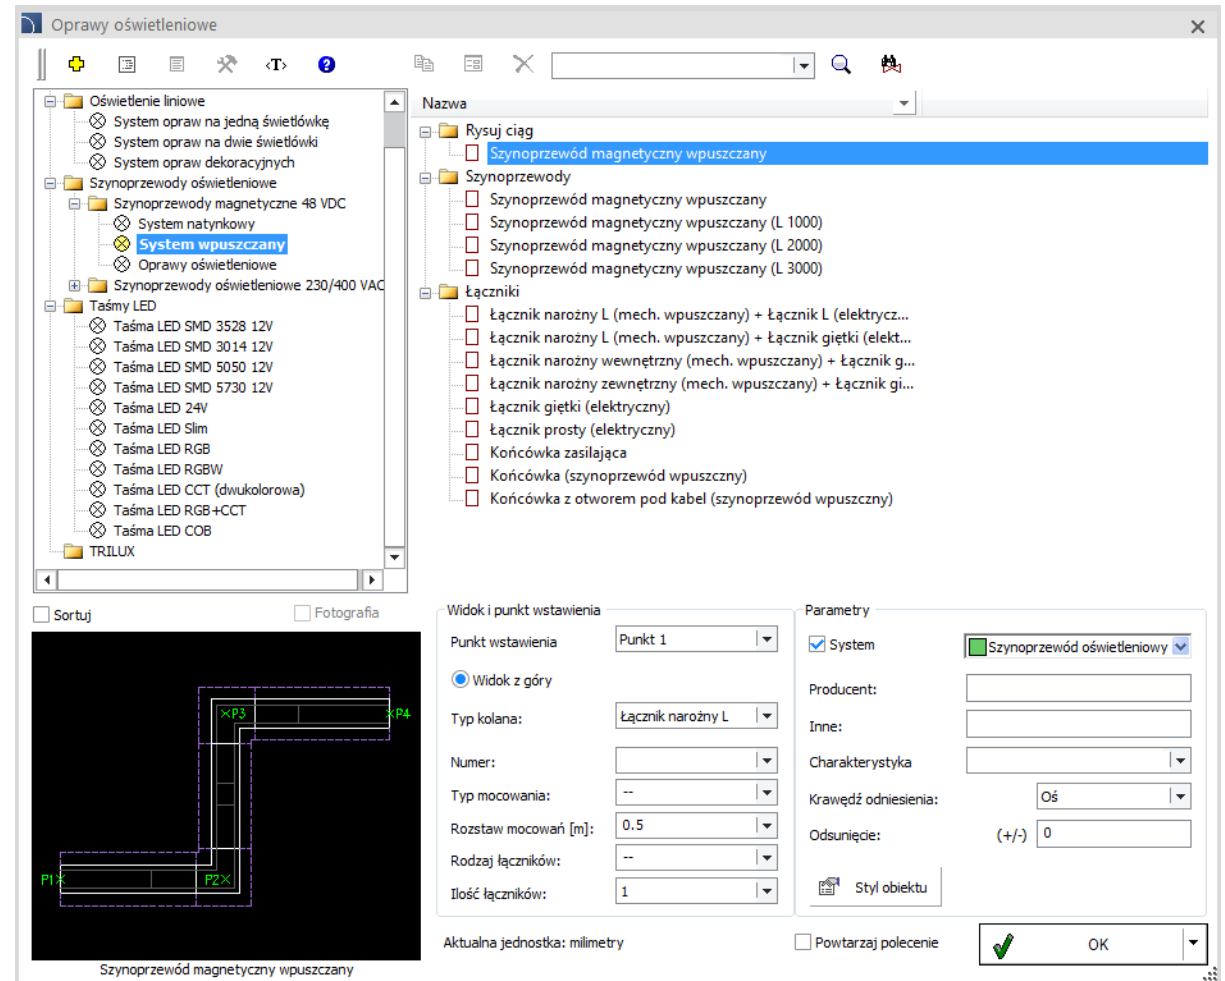 Oprawy oświetleniowe
‹T›
?
Oświetlenie liniowe
System opraw na jedną świetlówkę
System opraw na dwie świetlówki
System opraw dekoracyjnych
Szynoprzewody oświetleniowe
Szynoprzewody magnetyczne 48 VDC
System natynkowy
System wpuszczany
Oprawy oświetleniowe
Szynoprzewody oświetleniowe 230/400 VAC
Taśmy LED
Taśma LED SMD 3528 12V
Taśma LED SMD 3014 12V
Taśma LED SMD 5050 12V
Taśma LED SMD 5730 12V
Taśma LED 24V
Taśma LED Slim
Taśma LED RGB
Taśma LED RGBW
Taśma LED CCT (dwukolorowa)
Taśma LED RGB+CCT
Taśma LED COB
TRILUX
Nazwa
Rysuj ciąg
Szynoprzewód magnetyczny wpuszczany
Szynoprzewody
Szynoprzewód magnetyczny wpuszczany
Szynoprzewód magnetyczny wpuszczany (L 1000)
Szynoprzewód magnetyczny wpuszczany (L 2000)
Szynoprzewód magnetyczny wpuszczany (L 3000)
Łączniki
Łącznik narożny L (mech. wpuszczany) + Łącznik L (elektrycz...
Łącznik narożny L (mech. wpuszczany) + Łącznik giętki (elekt...
Łącznik narożny wewnętrzny (mech. wpuszczany) + Łącznik g...
Łącznik narożny zewnętrzny (mech. wpuszczany) + Łącznik gi...
Łącznik giętki (elektryczny)
Łącznik prosty (elektryczny)
Końcówka zasilająca
Końcówka (szynoprzewód wpuszczny)
Końcówka z otworem pod kabel (szynoprzewód wpuszczny)
Sortuj
Fotografia
P3
P4
P1
P2
Szynoprzewód magnetyczny wpuszczany
Widok i punkt wstawienia
Punkt wstawienia
Punkt 1
Widok z góry
Typ kolana:
Łącznik narożny L
Numer:
Typ mocowania:
--
Rozstaw mocowań [m]:
0.5
Rodzaj łączników:
--
Ilość łączników:
1
Parametry
System
Szynoprzewód oświetleniowy
Producent:
Inne:
Charakterystyka
Krawędź odniesienia:
Oś
Odsunięcie:
(+/-)
0
Styl obiektu
Aktualna jednostka: milimetry
Powtarzaj polecenie
OK